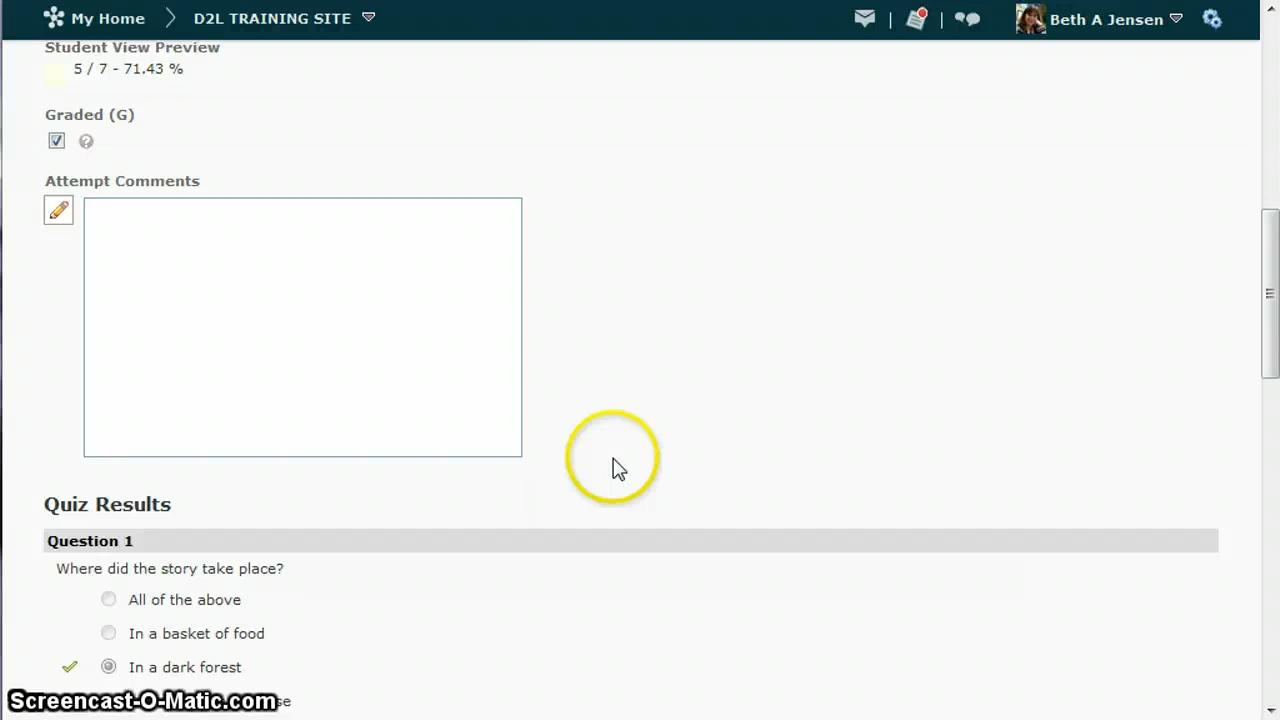 My Home D2L TRAINING SITE Beth A Jensen
Student View Preview
5 / 7 - 71.43 %
Graded (G)
Attempt Comments
Quiz Results
Question 1
Where did the story take place?
All of the above
In a basket of food
In a dark forest
Screencast-O-Matic.com